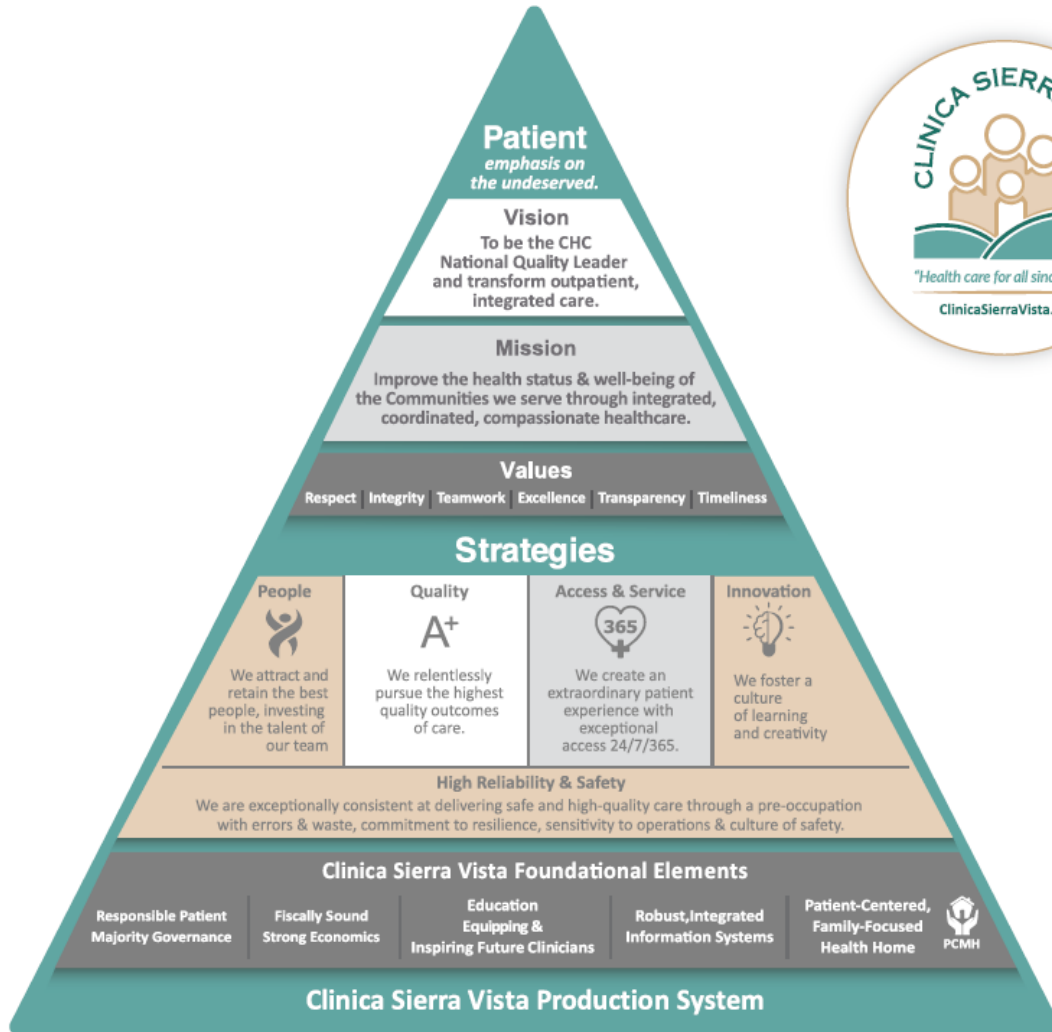 Patient
emphasis on
the undeserved.
Vision
To be the CHC
National Quality Leader
and transform outpatient,
integrated care.
Mission
Improve the health status & well-being of
the Communities we serve through integrated,
coordinated, compassionate healthcare.
Values
Respect | Integrity | Teamwork | Excellence | Transparency | Timeliness
Strategies
People
We attract and
retain the best
people, investing
in the talent of
our team
Quality
A+
We relentlessly
pursue the highest
quality outcomes
of care.
Access & Service
365
We create an
extraordinary patient
experience with
exceptional
access 24/7/365.
Innovation
We foster a
culture
of learning
and creativity
High Reliability & Safety
We are exceptionally consistent at delivering safe and high-quality care through a pre-occupation
with errors & waste, commitment to resilience, sensitivity to operations & culture of safety.
Clinica Sierra Vista Foundational Elements
Responsible Patient
Majority Governance
Fiscally Sound
Strong Economics
Education
Equipping &
Inspiring Future Clinicians
Robust,Integrated
Information Systems
Patient-Centered,
Family-Focused
Health Home
PCMH
Clinica Sierra Vista Production System
CLINICA SIERR
"Health care for all sinc
ClinicaSierraVista.